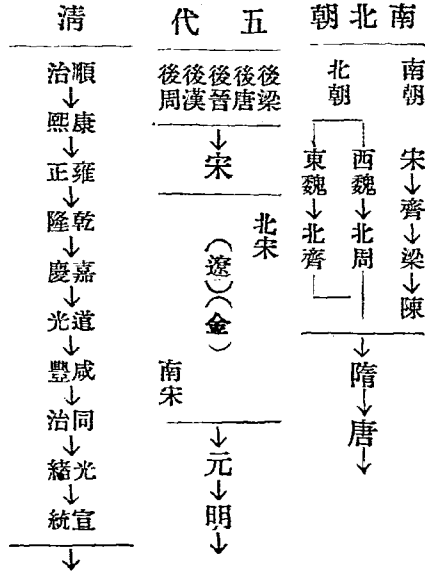 南北朝
南朝
宋→齊→梁→陳
北朝
西魏→北周
東魏→北齊
→隋→唐→
五代
後梁
後唐
後晉
後漢
後周
→宋
北宋
（遼）（金）
南宋
→元→明→
清
順治→康熙→雍正→隆乾→嘉慶→道光→咸豐→同治→光緒→宣統→